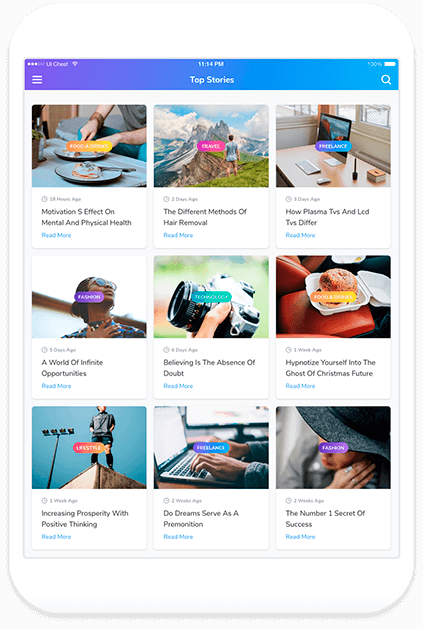 Ui Chest
11:14 PM
100%
Top Stories
FOOD & DRINKS
TRAVEL
FREELANCE
18 Hours Ago
2 Days Ago
3 Days Ago
Motivation S Effect On
Mental And Physical Health
Read More
The Different Methods Of
Hair Removal
Read More
How Plasma Tvs And Lcd
Tvs Differ
Read More
FASHION
TECHNOLOGY
FOOD & DRINKS
5 Days Ago
6 Days Ago
1 Week Ago
A World Of Infinite
Opportunities
Read More
Believing Is The Absence Of
Doubt
Read More
Hypnotize Yourself Into The
Ghost Of Christmas Future
Read More
LIFESTYLE
FREELANCE
FASHION
1 Week Ago
2 Weeks Ago
2 Weeks Ago
Increasing Prosperity With
Positive Thinking
Read More
Do Dreams Serve As A
Premonition
Read More
The Number 1 Secret Of
Success
Read More